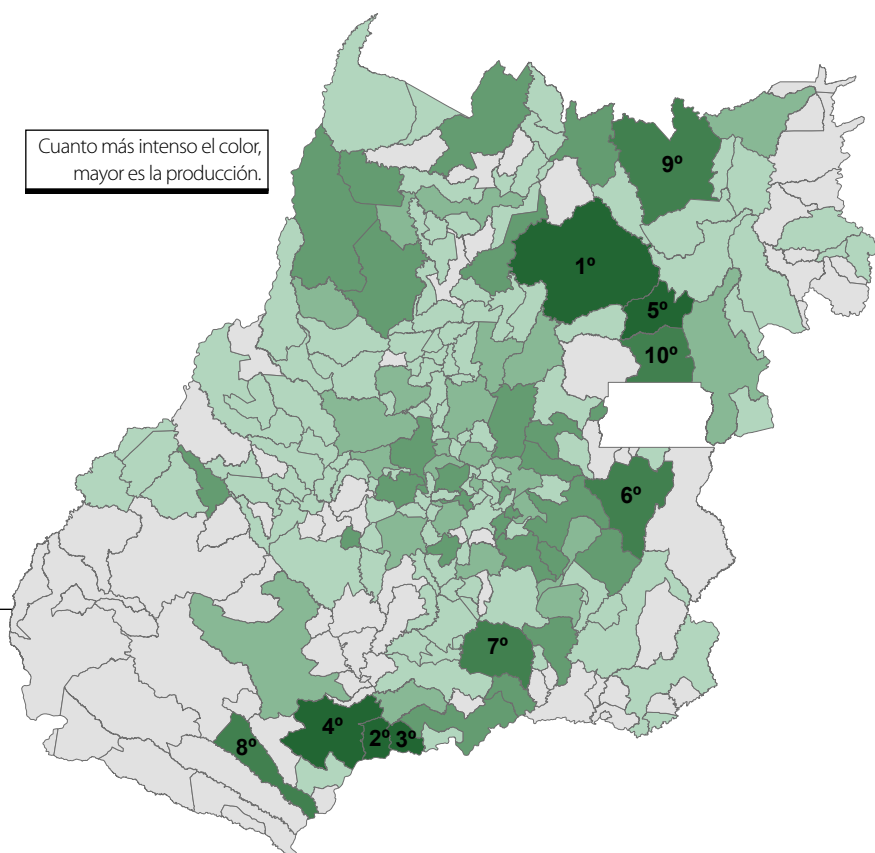 Cuanto más intenso el color,
mayor es la producción.
9º
1º
5º
10º
6º
7º
4º
2º
3º
8º